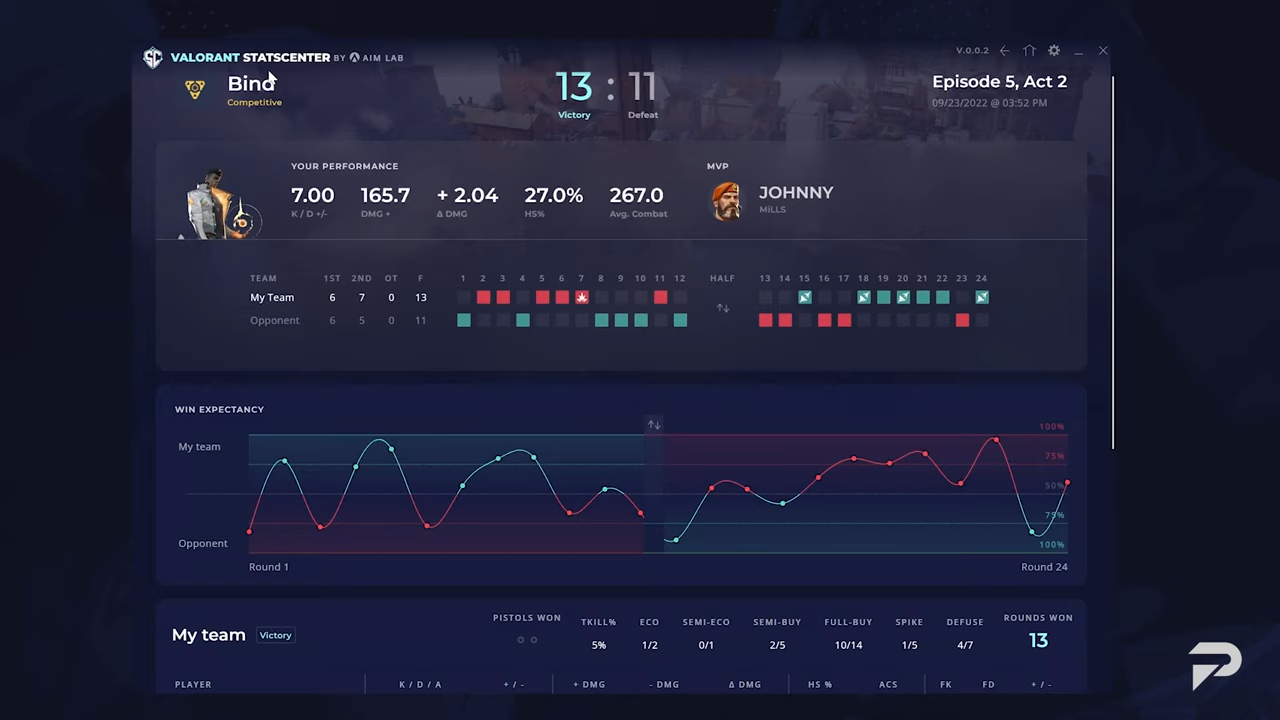 VALORANT STATSCENTER BY AIM LAB
V.0.0.2
Bind
Competitive
13 : 11
Victory Defeat
Episode 5, Act 2
09/23/2022 @ 03:52 PM
YOUR PERFORMANCE
7.00 165.7 + 2.04 27.0% 267.0
K / D +/- DMG + Δ DMG HS% Avg. Combat
MVP
JOHNNY
MiLLS
TEAM 1ST 2ND OT F 1 2 3 4 5 6 7 8 9 10 11 12 HALF 13 14 15 16 17 18 19 20 21 22 23 24
My Team 6 7 0 13
Opponent 6 5 0 11
WIN EXPECTANCY
My team
Opponent
100%
75%
50%
75%
100%
Round 1 Round 24
My team Victory
PISTOLS WON TKILL% ECO SEMI-ECO SEMI-BUY FULL-BUY SPIKE DEFUSE ROUNDS WON
5% 1/2 0/1 2/5 10/14 1/5 4/7 13
PLAYER K / D / A + / - + DMG - DMG Δ DMG HS % ACS FK FD + / -